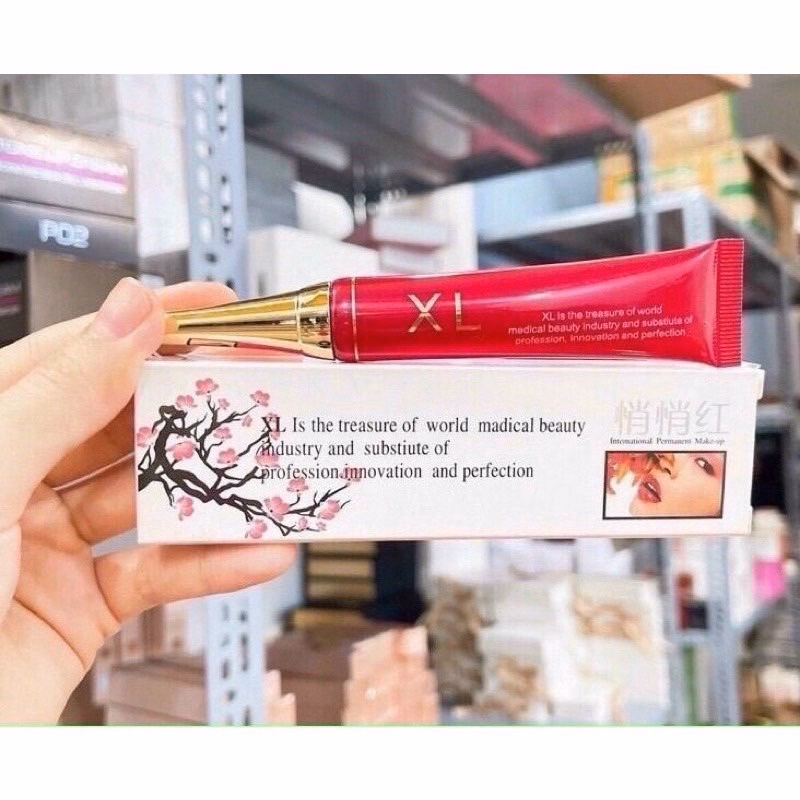 PO2
XL
XL Is the treasure of world
medical beauty industry and substiute of
profession, Innovation and perfection
悄悄红
International Permanent Make-up
XL Is the treasure of world madical beauty
industry and substiute of
profession.innovation and perfection